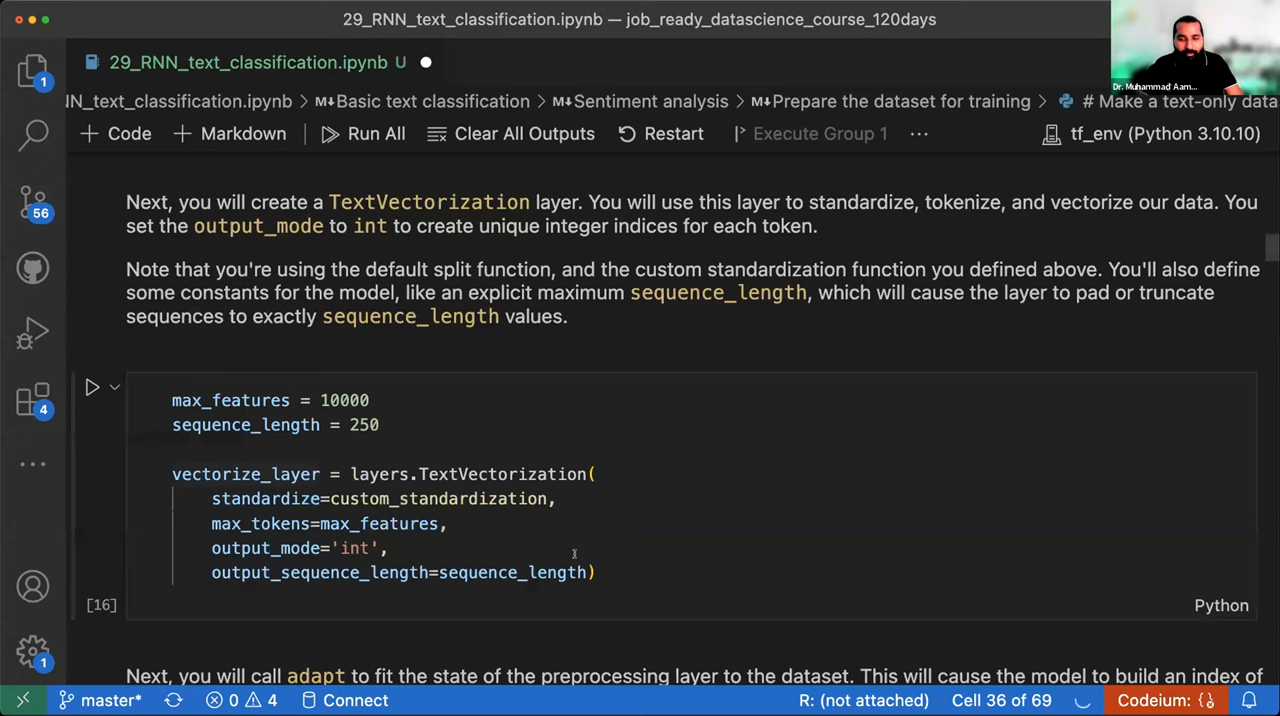 29_RNN_text_classification.ipynb — job_ready_datascience_course_120days
Dr. Muhammad Aam...
29_RNN_text_classification.ipynb U
NN_text_classification.ipynb > M↓Basic text classification > M↓Sentiment analysis > M↓Prepare the dataset for training > # Make a text-only data
+ Code + Markdown Run All Clear All Outputs Restart Execute Group 1 ... tf_env (Python 3.10.10)
1
56
4
1
Next, you will create a TextVectorization layer. You will use this layer to standardize, tokenize, and vectorize our data. You
set the output_mode to int to create unique integer indices for each token.
Note that you're using the default split function, and the custom standardization function you defined above. You'll also define
some constants for the model, like an explicit maximum sequence_length, which will cause the layer to pad or truncate
sequences to exactly sequence_length values.
max_features = 10000
sequence_length = 250
vectorize_layer = layers.TextVectorization(
standardize=custom_standardization,
max_tokens=max_features,
output_mode='int',
output_sequence_length=sequence_length)
[16]
Python
Next, you will call adapt to fit the state of the preprocessing layer to the dataset. This will cause the model to build an index of
master* 0 4 Connect R: (not attached) Cell 36 of 69 Codeium: {}